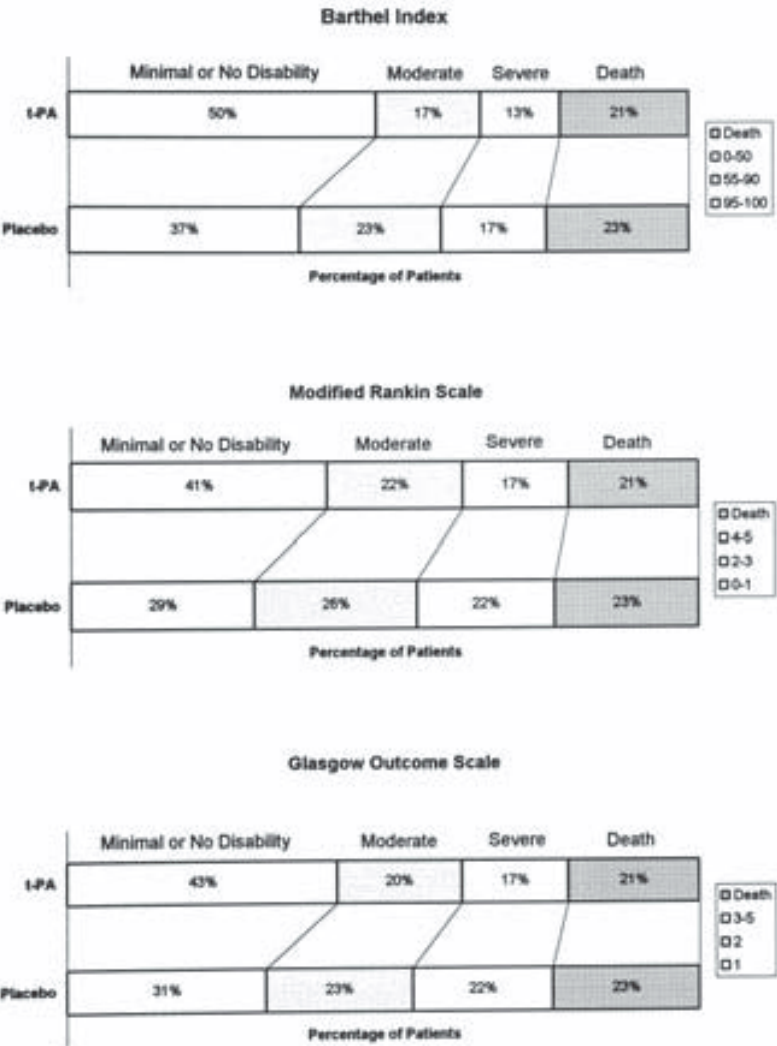 Barthel Index
Minimal or No Disability Moderate Severe Death
t-PA 50% 17% 13% 21%
Death
0-50
55-90
95-100
Placebo 37% 23% 17% 23%
Percentage of Patients
Modified Rankin Scale
Minimal or No Disability Moderate Severe Death
t-PA 41% 22% 17% 21%
Death
4-5
2-3
0-1
Placebo 29% 26% 22% 23%
Percentage of Patients
Glasgow Outcome Scale
Minimal or No Disability Moderate Severe Death
t-PA 43% 20% 17% 21%
Death
3-5
2
1
Placebo 31% 23% 22% 23%
Percentage of Patients